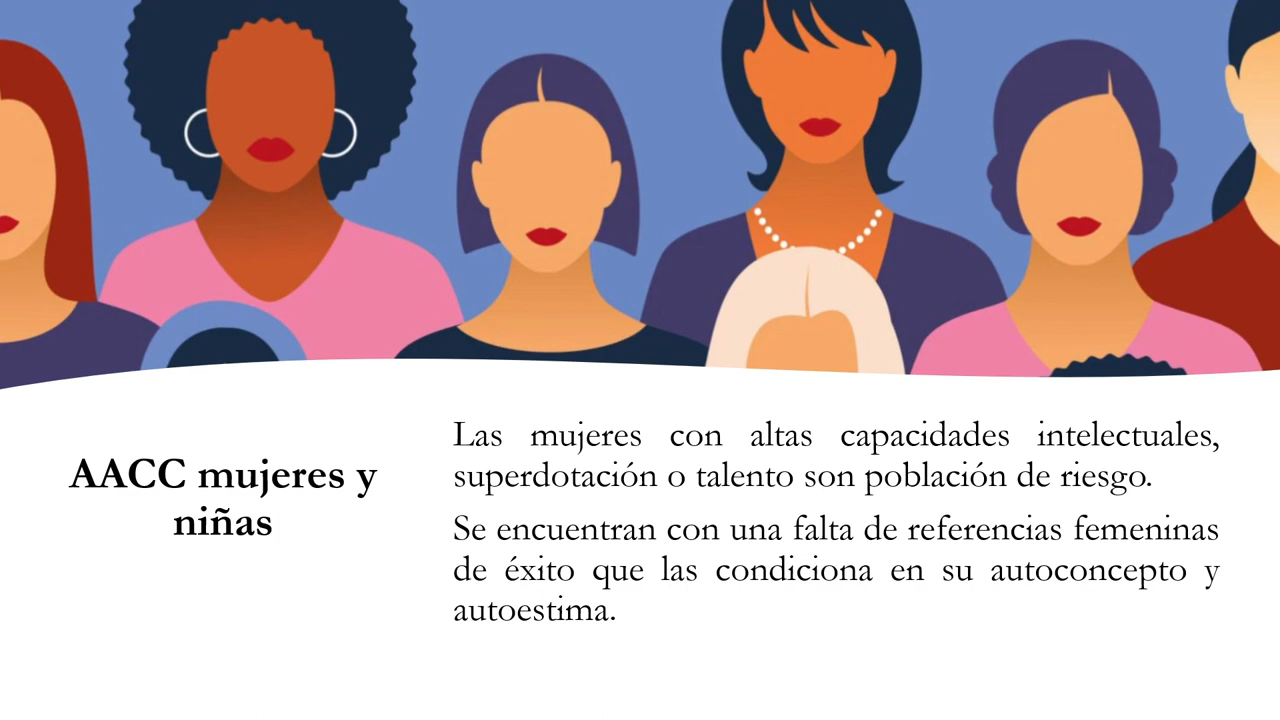 AACC mujeres y
niñas
Las mujeres con altas capacidades intelectuales,
superdotación o talento son población de riesgo.
Se encuentran con una falta de referencias femeninas
de éxito que las condiciona en su autoconcepto y
autoestima.